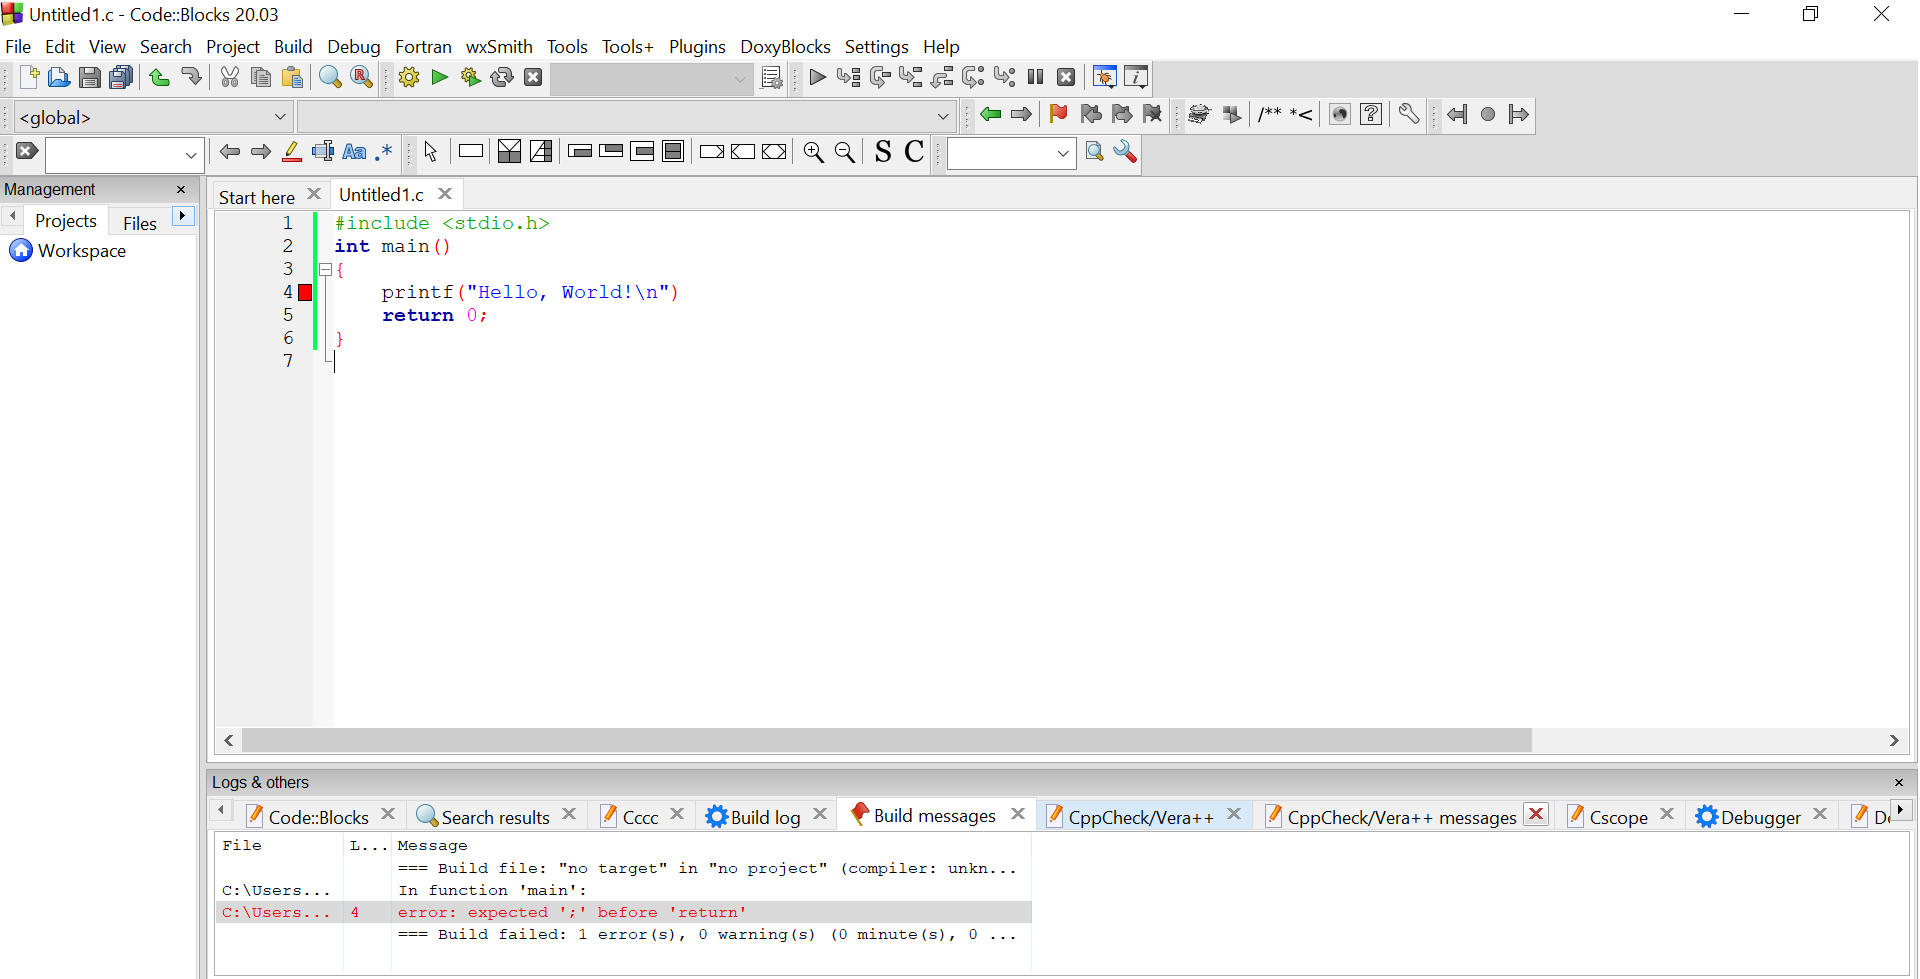 Untitled1.c - Code::Blocks 20.03
File Edit View Search Project Build Debug Fortran wxSmith Tools Tools+ Plugins DoxyBlocks Settings Help
<global>
/** *<
Aa .* S C
Management
Start here Untitled1.c
Projects Files
Workspace
1 #include <stdio.h>
2 int main()
3 {
4 printf("Hello, World!\n")
5 return 0;
6 }
7
Logs & others
Code::Blocks Search results Cccc Build log Build messages CppCheck/Vera++ CppCheck/Vera++ messages Cscope Debugger D
File L... Message
=== Build file: "no target" in "no project" (compiler: unkn...
C:\Users... In function 'main':
C:\Users... 4 error: expected ';' before 'return'
=== Build failed: 1 error(s), 0 warning(s) (0 minute(s), 0 ...